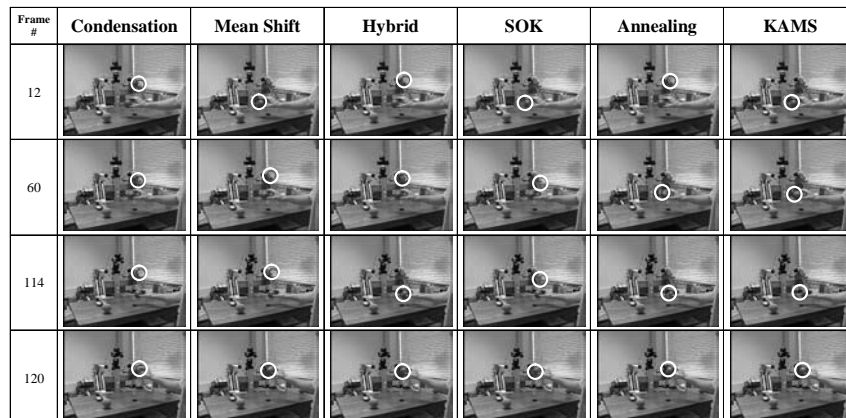 Frame # Condensation Mean Shift Hybrid SOK Annealing KAMS
12
60
114
120